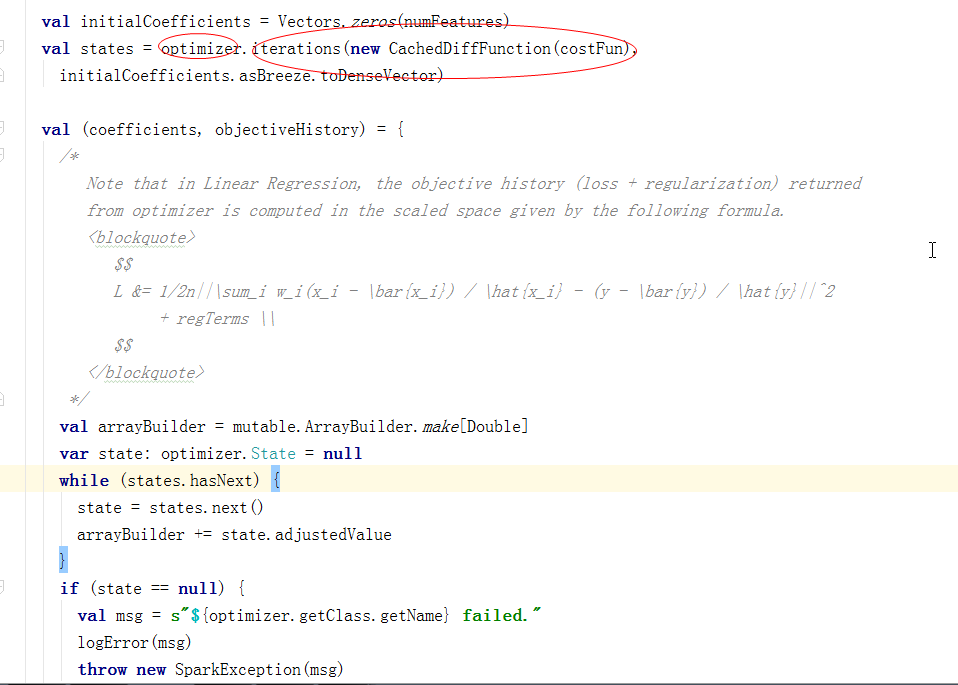 val initialCoefficients = Vectors.zeros(numFeatures)
val states = optimizer.iterations(new CachedDiffFunction(costFun),
initialCoefficients.asBreeze.toDenseVector)
val (coefficients, objectiveHistory) = {
/*
Note that in Linear Regression, the objective history (loss + regularization) returned
from optimizer is computed in the scaled space given by the following formula.
<blockquote>
$$
L &= 1/2n||\sum_i w_i(x_i - \bar{x_i}) / \hat{x_i} - (y - \bar{y}) / \hat{y}||^2
+ regTerms \\
$$
</blockquote>
*/
val arrayBuilder = mutable.ArrayBuilder.make[Double]
var state: optimizer.State = null
while (states.hasNext) {
state = states.next()
arrayBuilder += state.adjustedValue
}
if (state == null) {
val msg = s"${optimizer.getClass.getName} failed."
logError(msg)
throw new SparkException(msg)